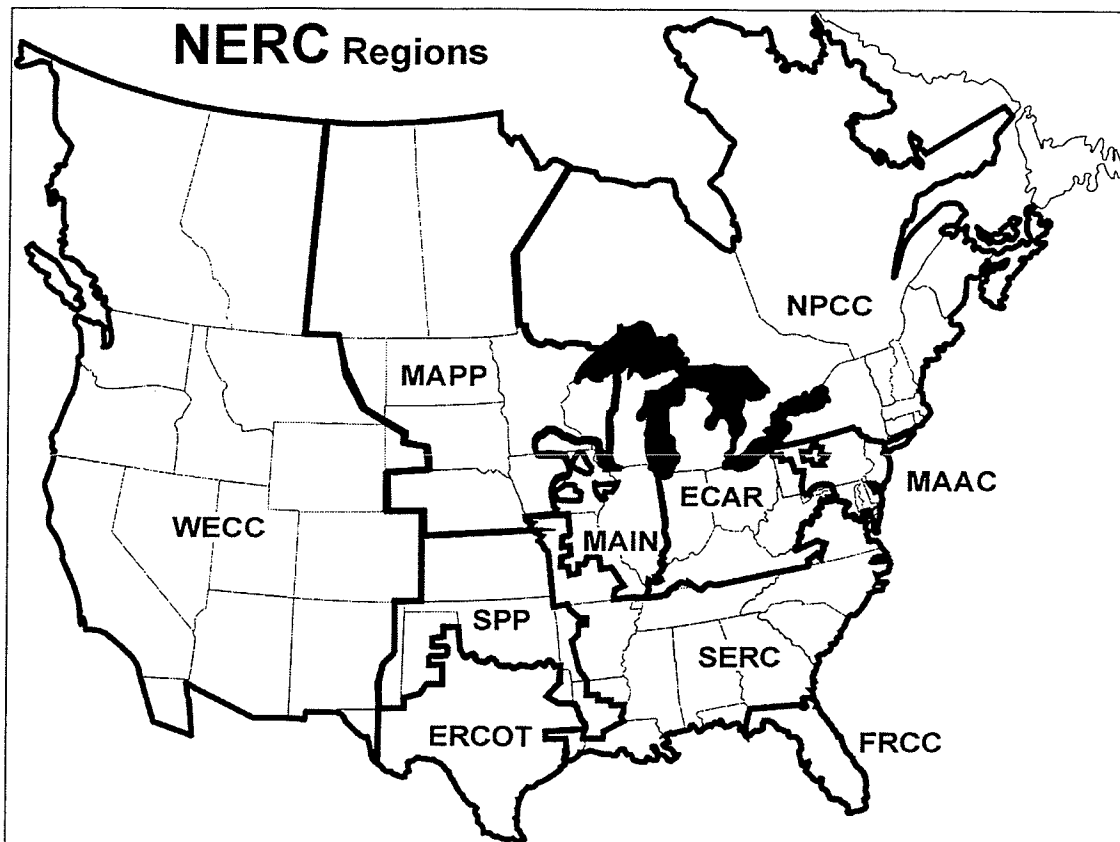 NERC Regions
NPCC
MAPP
MAAC
ECAR
WECC
MAIN
SPP
SERC
ERCOT
FRCC